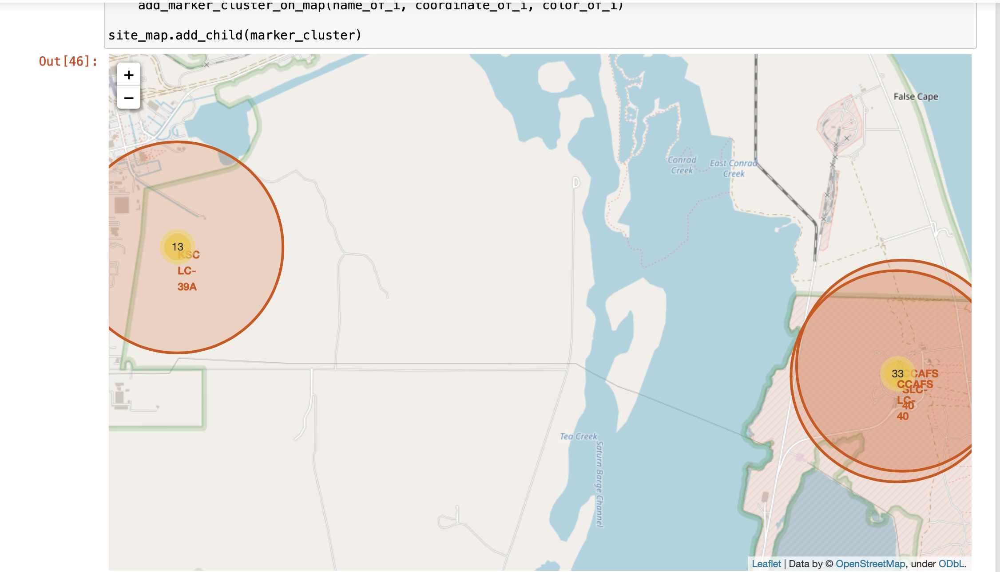 add_marker_cluster_on_map(name_of_i, coordinate_of_i, color_of_i)
site_map.add_child(marker_cluster)
Out[46]:
+
−
False Cape
Conrad
Creek
East Conrad
Creek
D
13
KSC
LC-
39A
33
CCAFS
SLC-
40
CCAFS
LC-
40
Tea Creek
Saturn Barge Channel
Leaflet | Data by © OpenStreetMap, under ODbL.